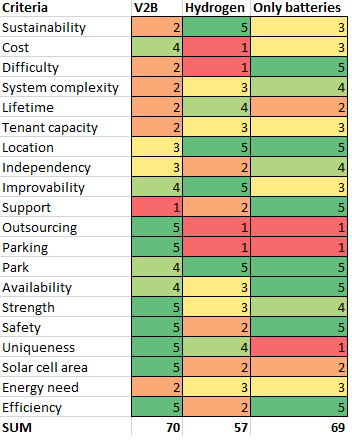 Criteria V2B Hydrogen Only batteries
Sustainability 2 5 3
Cost 4 1 3
Difficulty 2 1 5
System complexity 2 3 4
Lifetime 2 4 2
Tenant capacity 2 3 3
Location 3 5 5
Independency 3 2 4
Improvability 4 5 3
Support 1 2 5
Outsourcing 5 1 1
Parking 5 1 1
Park 4 5 5
Availability 4 3 5
Strength 5 3 4
Safety 5 2 5
Uniqueness 5 4 1
Solar cell area 5 2 2
Energy need 2 3 3
Efficiency 5 2 5
SUM 70 57 69